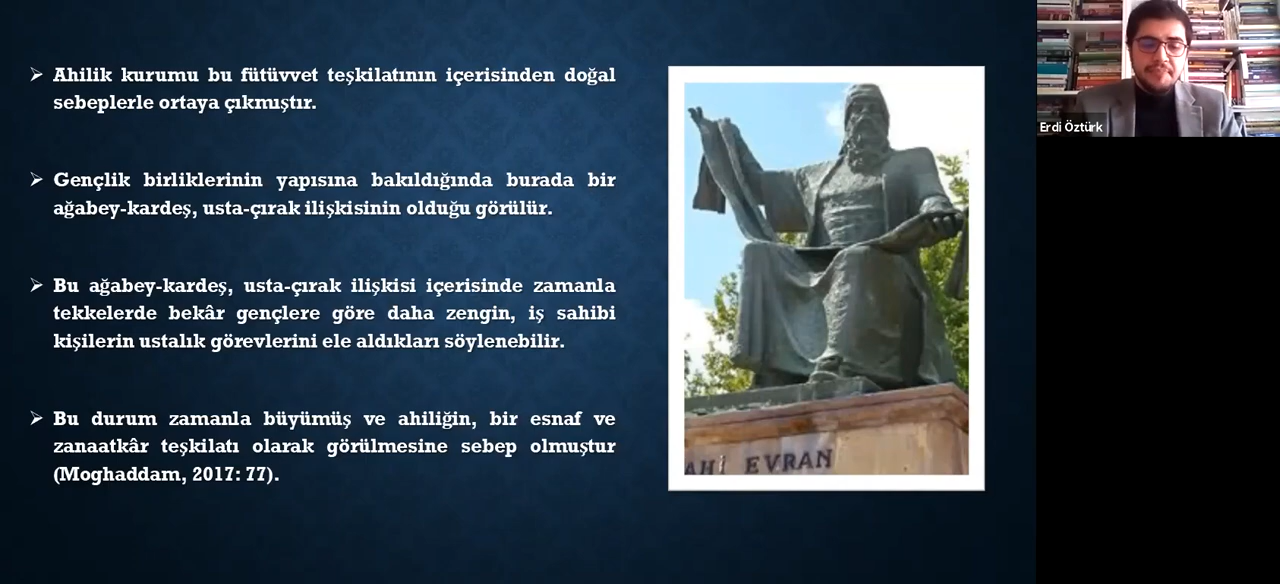 Ahilik kurumu bu fütüvvet teşkilatının içerisinden doğal
sebeplerle ortaya çıkmıştır.
Gençlik birliklerinin yapısına bakıldığında burada bir
ağabey-kardeş, usta-çırak ilişkisinin olduğu görülür.
Bu ağabey-kardeş, usta-çırak ilişkisi içerisinde zamanla
tekkelerde bekâr gençlere göre daha zengin, iş sahibi
kişilerin ustalık görevlerini ele aldıkları söylenebilir.
Bu durum zamanla büyümüş ve ahiliğin, bir esnaf ve
zanaatkâr teşkilatı olarak görülmesine sebep olmuştur
(Moghaddam, 2017: 77).
AHİ EVRAN
Erdi Öztürk